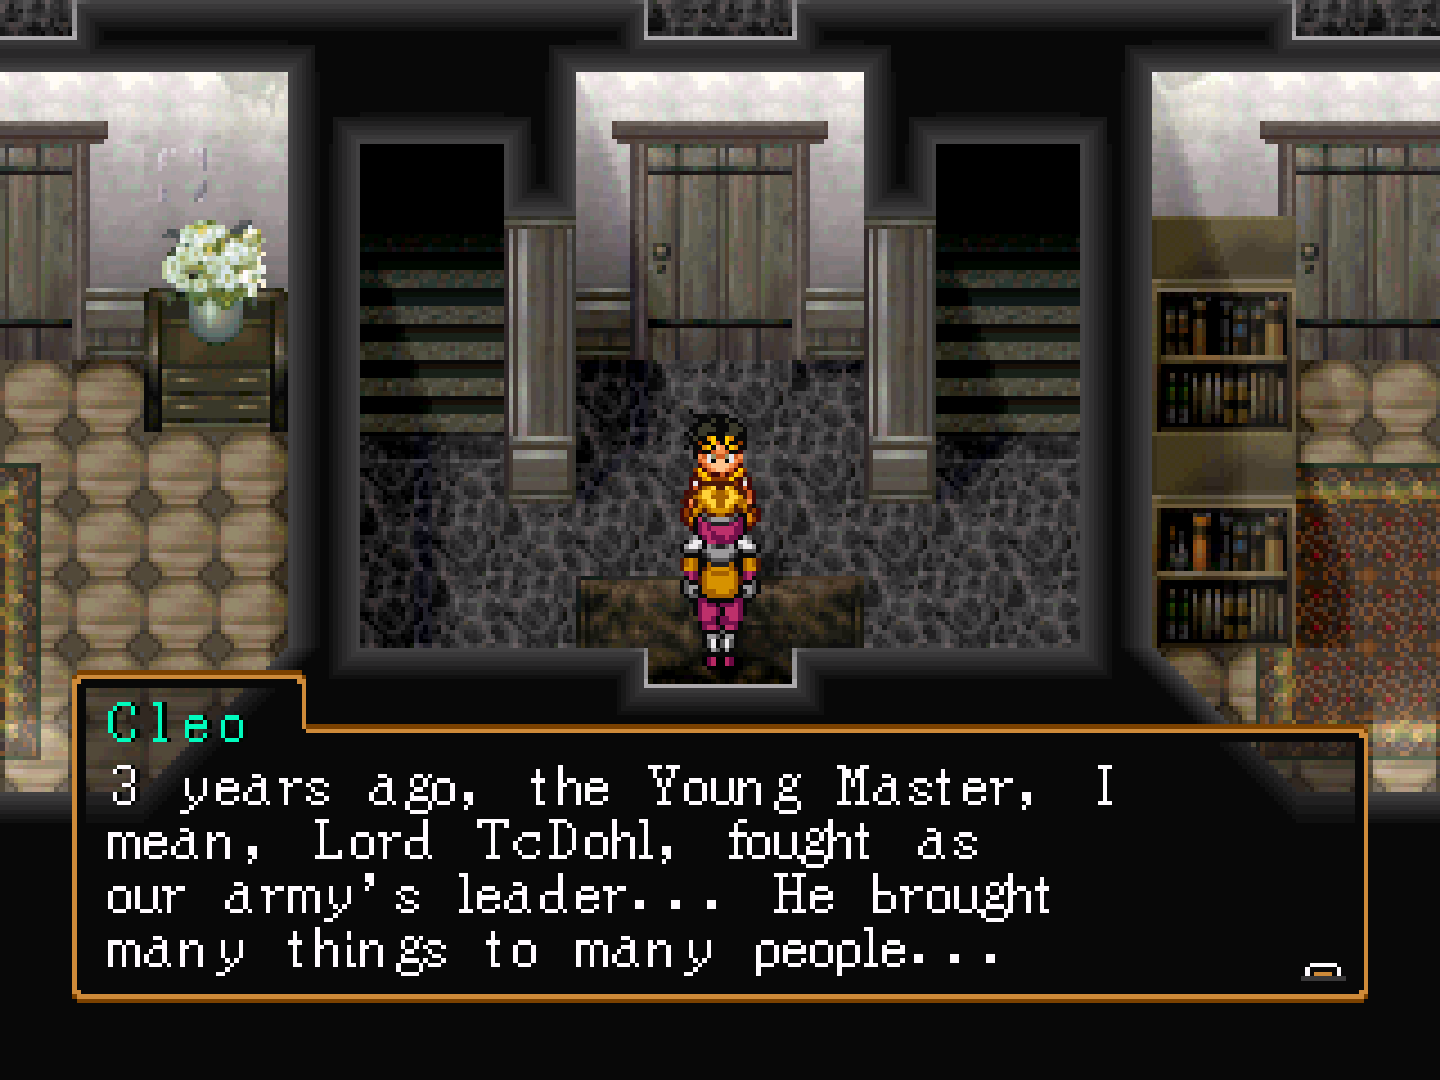 Cleo
3 years ago, the Young Master, I
mean, Lord TcDohl, fought as
our army's leader... He brought
many things to many people...